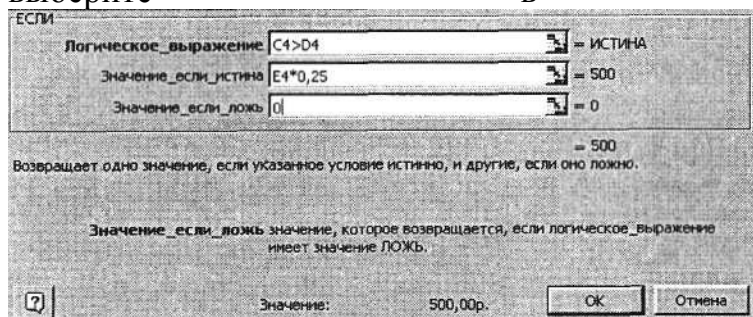 выберите в
ЕСЛИ
Логическое_выражение C4>D4 = ИСТИНА
Значение_если_истина E4*0,25 = 500
Значение_если_ложь 0 = 0
= 500
Возвращает одно значение, если указанное условие истинно, и другие, если оно ложно.
Значение_если_ложь значение, которое возвращается, если логическое_выражение
имеет значение ЛОЖЬ.
? Значение: 500,00р. OK Отмена